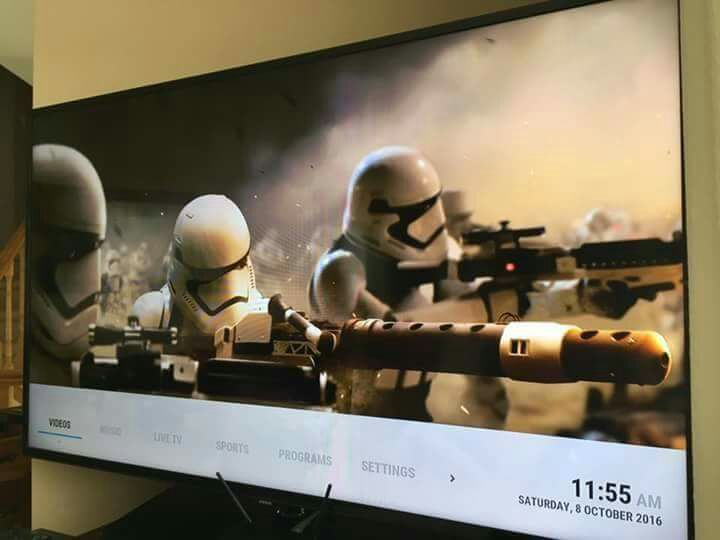 VIDEOS
MUSIC
LIVE TV
SPORTS
PROGRAMS
SETTINGS
11:55 AM
SATURDAY, 8 OCTOBER 2016